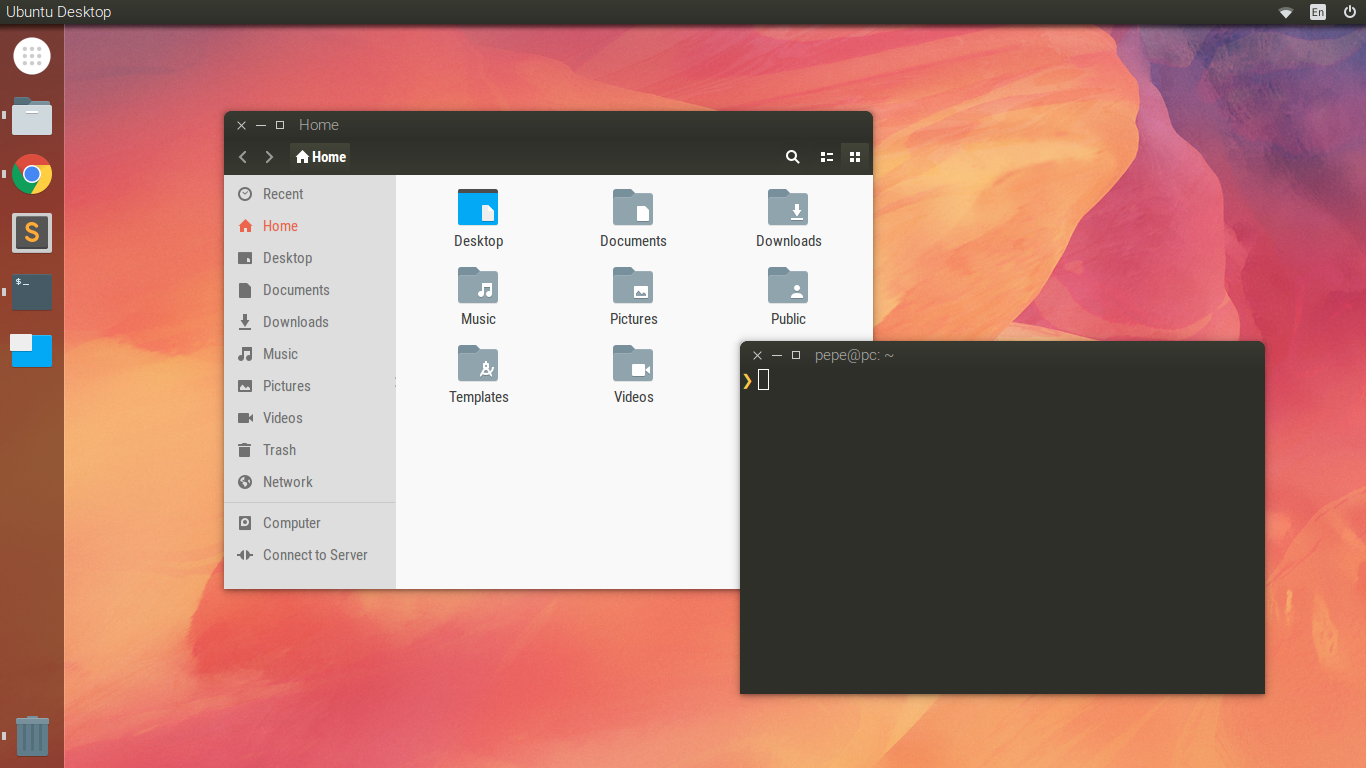 Ubuntu Desktop
En
Home
Home
Recent
Home
Desktop
Documents
Downloads
Music
Pictures
Videos
Trash
Network
Computer
Connect to Server
Desktop
Documents
Downloads
Music
Pictures
Public
Templates
Videos
S
$_
pepe@pc: ~
❯